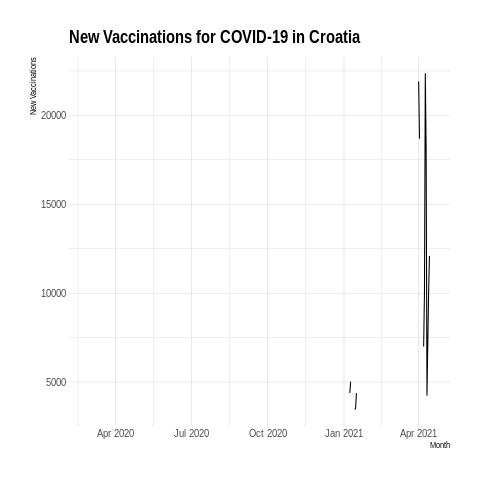 New Vaccinations for COVID-19 in Croatia
New Vaccinations
20000
15000
10000
5000
Apr 2020 Jul 2020 Oct 2020 Jan 2021 Apr 2021
Month